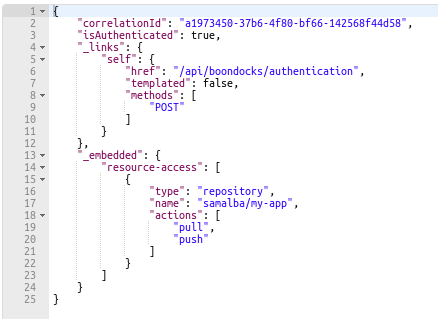 1 {
2     "correlationId": "a1973450-37b6-4f80-bf66-142568f44d58",
3     "isAuthenticated": true,
4     "_links": {
5         "self": {
6             "href": "/api/boondocks/authentication",
7             "templated": false,
8             "methods": [
9                 "POST"
10             ]
11         }
12     },
13     "_embedded": {
14         "resource-access": [
15             {
16                 "type": "repository",
17                 "name": "samalba/my-app",
18                 "actions": [
19                     "pull",
20                     "push"
21                 ]
22             }
23         ]
24     }
25 }